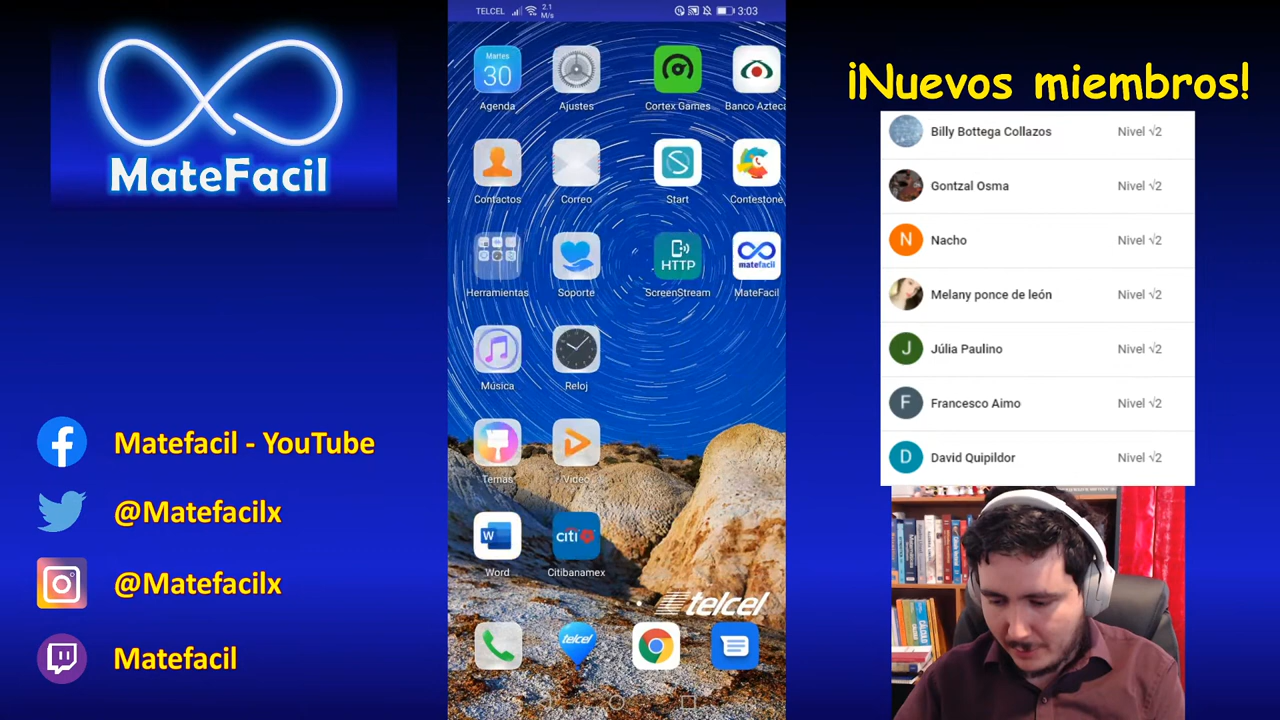 MateFacil
Matefacil - YouTube
@Matefacilx
@Matefacilx
Matefacil
TELCEL
2.1
M/s
3:03
Martes
30
Agenda
Ajustes
Cortex Games
Banco Azteca
Contactos
Correo
Start
Contestone
HTTP
matefacil
Herramientas
Soporte
ScreenStream
MateFacil
Música
Reloj
Temas
Video
W
citi
Word
Citibanamex
telcel
telcel
¡Nuevos miembros!
Billy Bottega Collazos Nivel √2
Gontzal Osma Nivel √2
N Nacho Nivel √2
Melany ponce de león Nivel √2
J Júlia Paulino Nivel √2
F Francesco Aimo Nivel √2
D David Quipildor Nivel √2